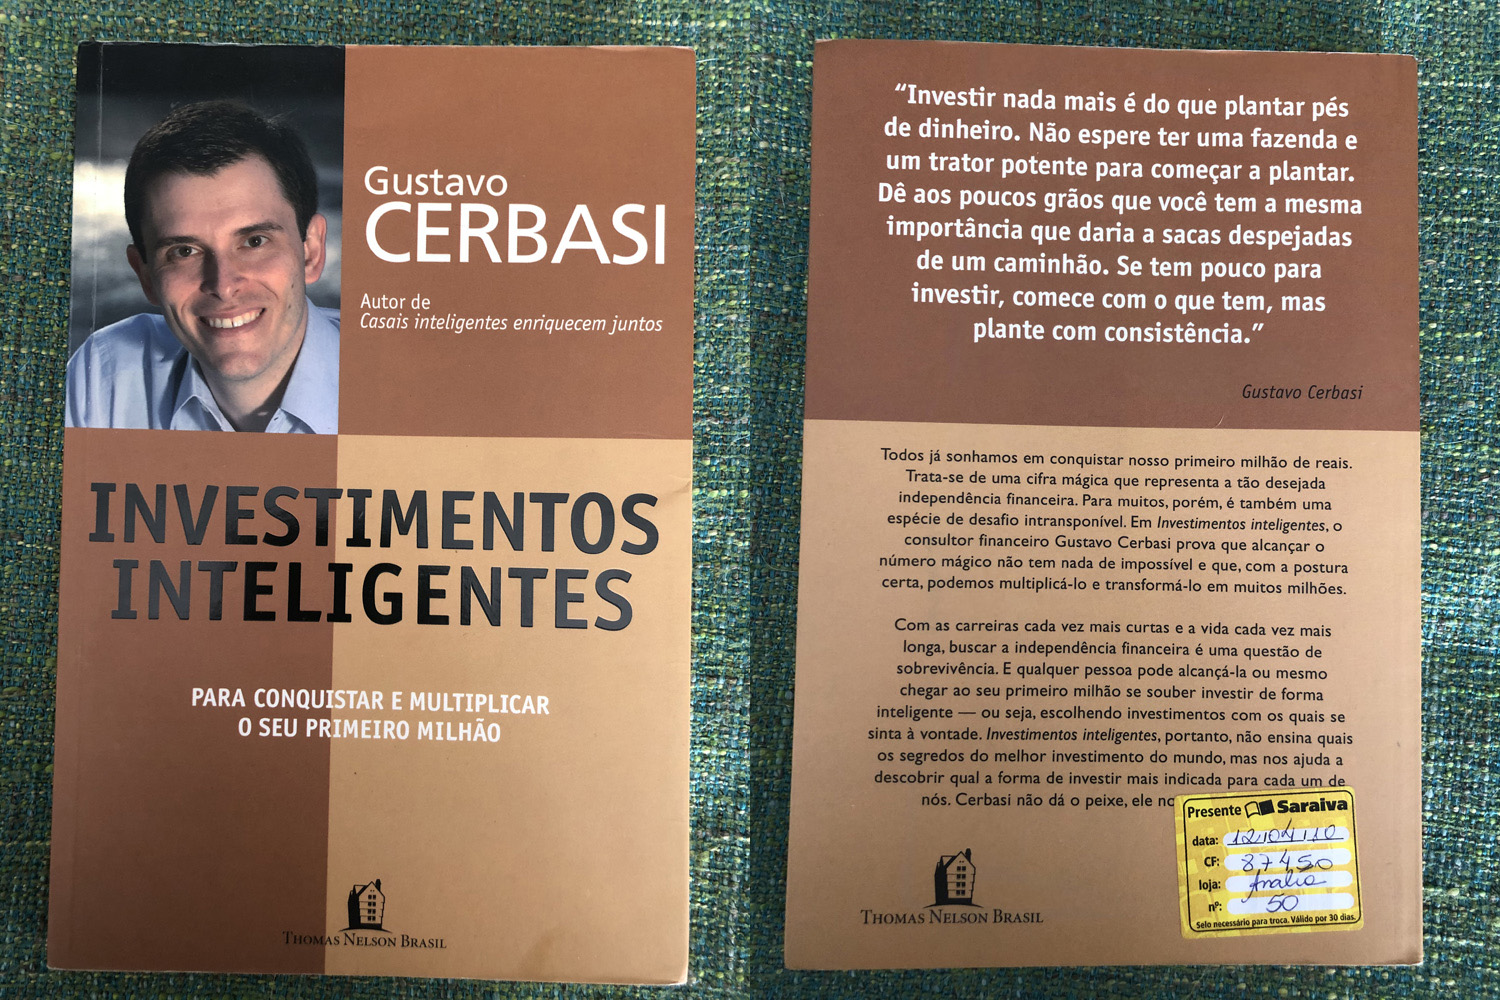 Gustavo
CERBASI
Autor de
Casais inteligentes enriquecem juntos
INVESTIMENTOS
INTELIGENTES
PARA CONQUISTAR E MULTIPLICAR
O SEU PRIMEIRO MILHÃO
THOMAS NELSON BRASIL
“Investir nada mais é do que plantar pés
de dinheiro. Não espere ter uma fazenda e
um trator potente para começar a plantar.
Dê aos poucos grãos que você tem a mesma
importância que daria a sacas despejadas
de um caminhão. Se tem pouco para
investir, comece com o que tem, mas
plante com consistência.”
Gustavo Cerbasi
Todos já sonhamos em conquistar nosso primeiro milhão de reais.
Trata-se de uma cifra mágica que representa a tão desejada
independência financeira. Para muitos, porém, é também uma
espécie de desafio intransponível. Em Investimentos inteligentes, o
consultor financeiro Gustavo Cerbasi prova que alcançar o
número mágico não tem nada de impossível e que, com a postura
certa, podemos multiplicá-lo e transformá-lo em muitos milhões.
Com as carreiras cada vez mais curtas e a vida cada vez mais
longa, buscar a independência financeira é uma questão de
sobrevivência. E qualquer pessoa pode alcançá-la ou mesmo
chegar ao seu primeiro milhão se souber investir de forma
inteligente — ou seja, escolhendo investimentos com os quais se
sinta à vontade. Investimentos inteligentes, portanto, não ensina quais
os segredos do melhor investimento do mundo, mas nos ajuda a
descobrir qual a forma de investir mais indicada para cada um de
nós. Cerbasi não dá o peixe, ele
Presente Saraiva
data: 12/04/10
CF: 87450
loja: Anália
nº: 50
Selo necessário para troca. Válido por 30 dias.
THOMAS NELSON BRASIL